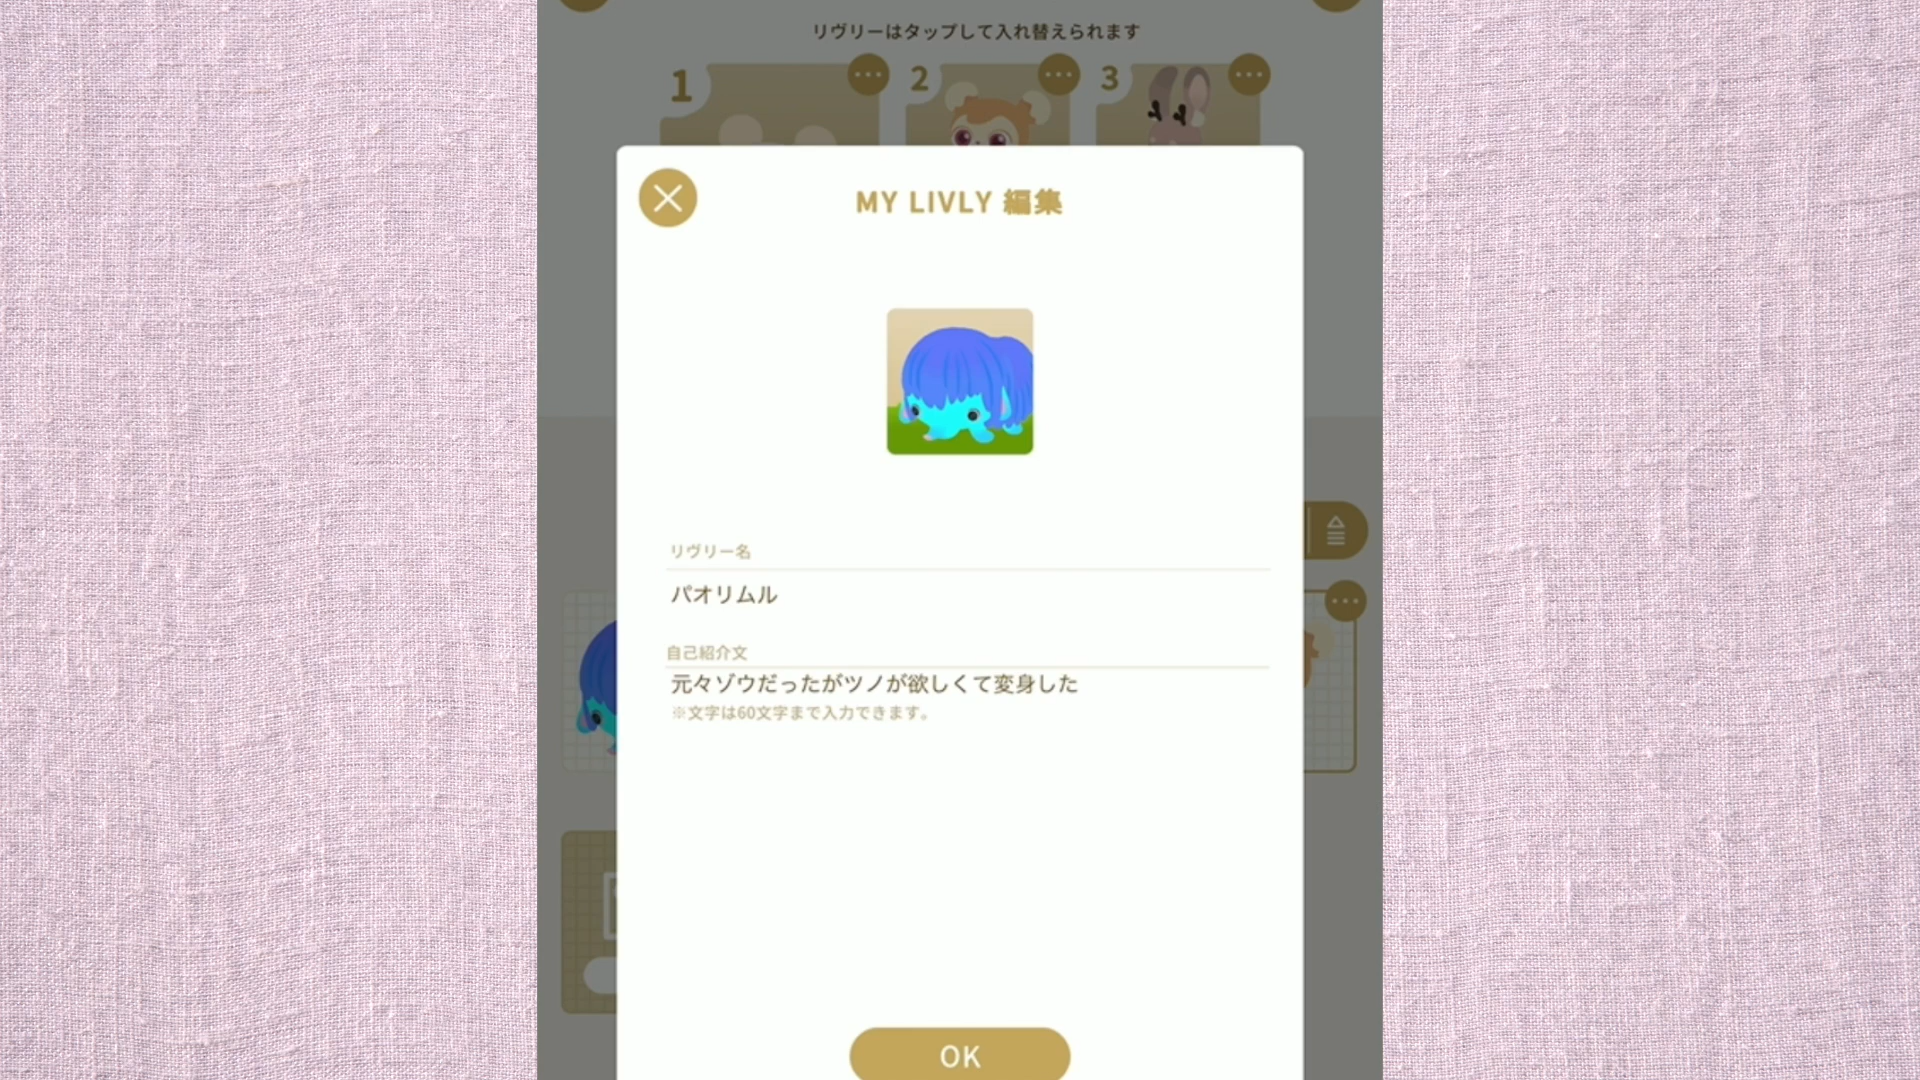 リヴリーはタップして入れ替えられます
1
2
3
MY LIVLY 編集
リヴリー名
パオリムル
自己紹介文
元々ゾウだったがツノが欲しくて変身した
※文字は60文字まで入力できます。
OK